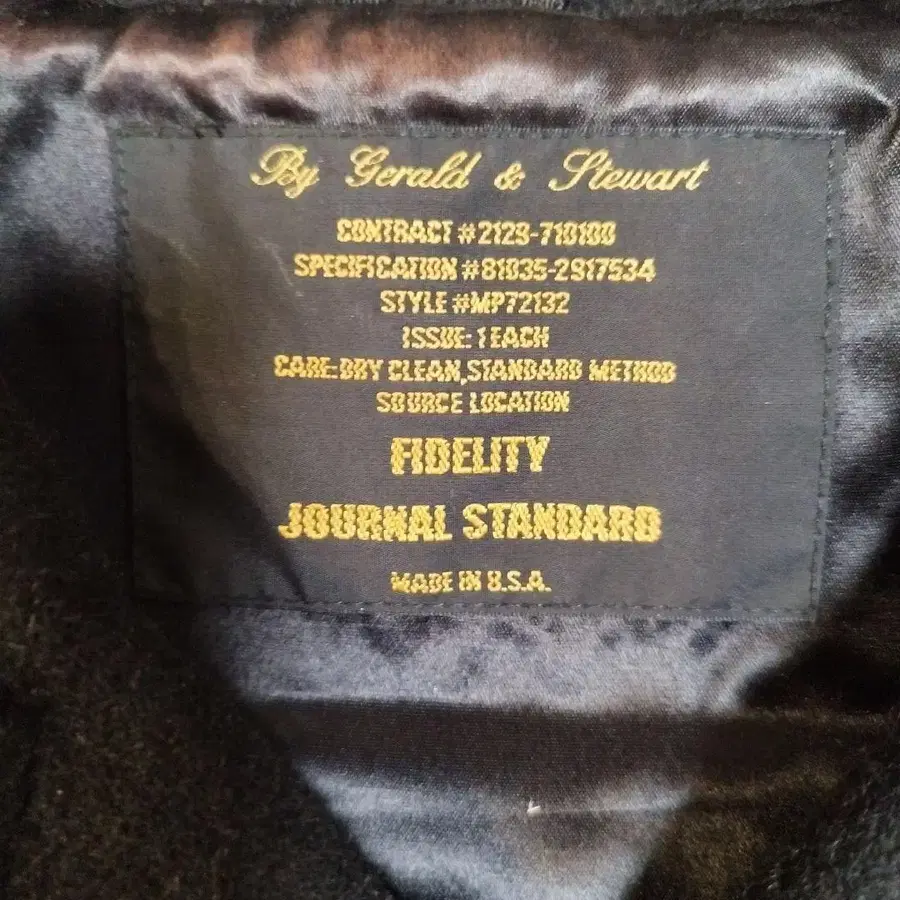 By Gerald & Stewart
CONTRACT #2129-710100
SPECIFICATION #81035-2917534
STYLE #MP72132
ISSUE: 1 EACH
CARE: DRY CLEAN, STANDARD METHOD
SOURCE LOCATION
FIDELITY
JOURNAL STANDARD
MADE IN U.S.A.